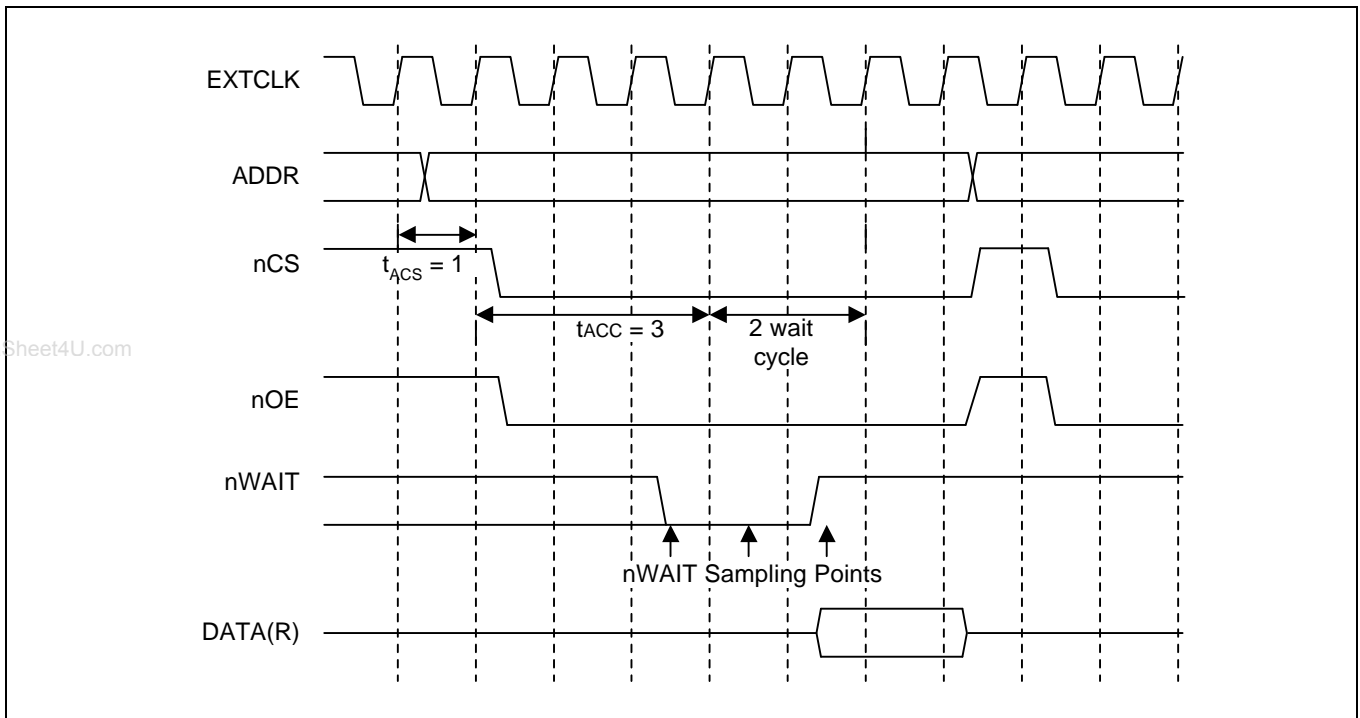 EXTCLK
ADDR
nCS
tACS = 1
tACC = 3
2 wait
cycle
Sheet4U.com
nOE
nWAIT
nWAIT Sampling Points
DATA(R)